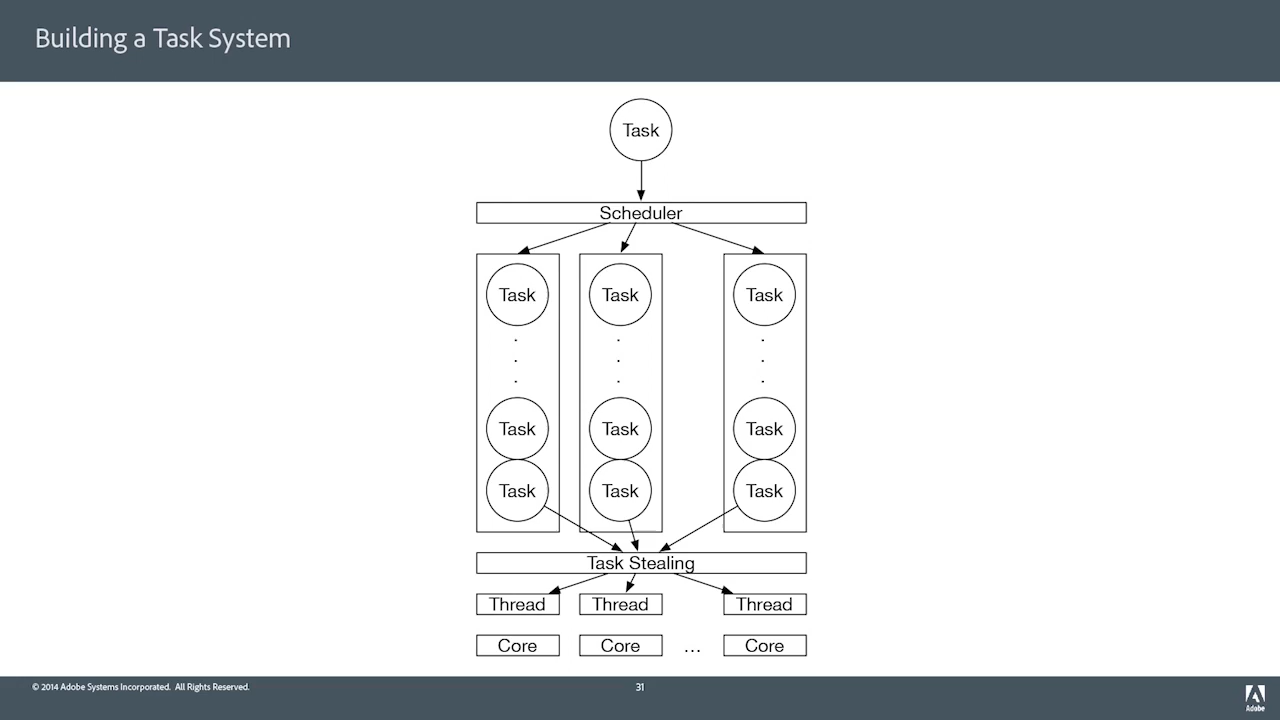 Building a Task System
Task
Scheduler
Task Task Task
. . .
. . .
. . .
Task Task Task
Task Task Task
Task Stealing
Thread Thread Thread
Core Core ... Core
© 2014 Adobe Systems Incorporated. All Rights Reserved.
31
Adobe